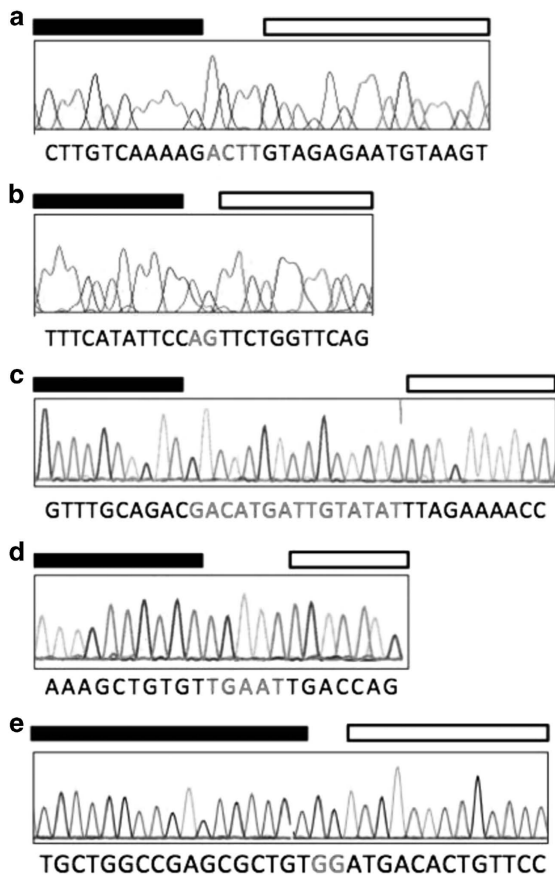 a
CTTGTCAAAAGACTTGTAGAGAATGTAAGT
b
TTTCATATTCCAGTTCTGGTTCAG
c
GTTTGCAGACGACATGATTGTATATTTAGAAAACC
d
AAAGCTGTGTTGAATTGACCAG
e
TGCTGGCCGAGCGCTGTGGATGACACTGTTCC